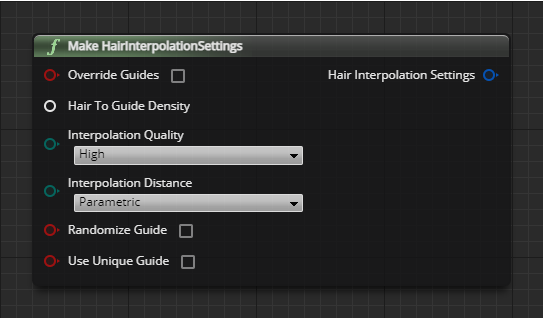 f Make HairInterpolationSettings
Override Guides
Hair Interpolation Settings
Hair To Guide Density
Interpolation Quality
High
Interpolation Distance
Parametric
Randomize Guide
Use Unique Guide